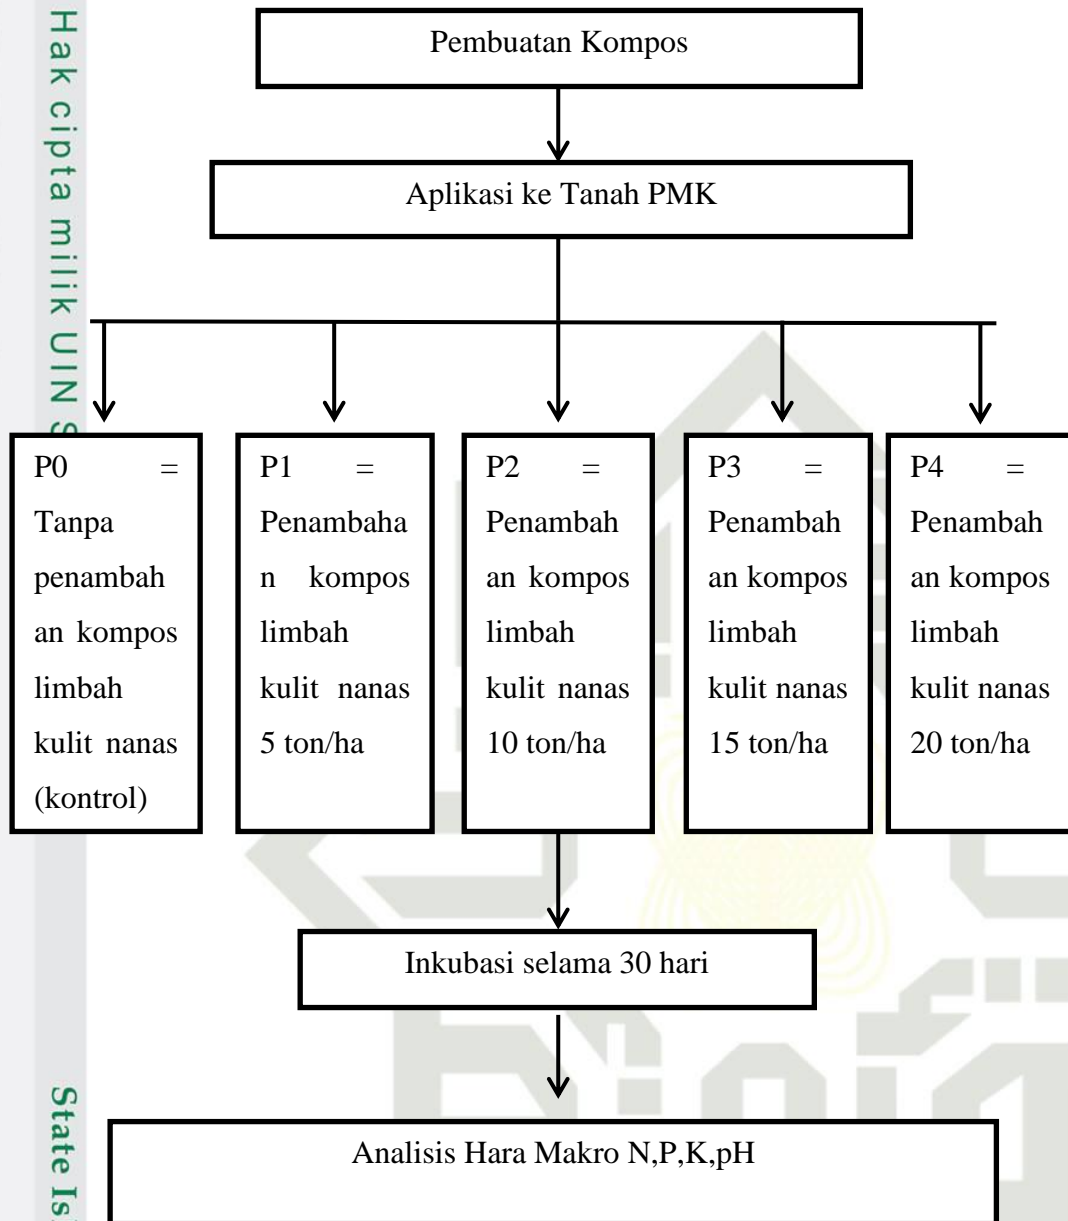 Hak cipta milik UIN S
Pembuatan Kompos
Aplikasi ke Tanah PMK
P0 =
Tanpa
penambah
an kompos
limbah
kulit nanas
(kontrol)
P1 =
Penambaha
n kompos
limbah
kulit nanas
5 ton/ha
P2 =
Penambah
an kompos
limbah
kulit nanas
10 ton/ha
P3 =
Penambah
an kompos
limbah
kulit nanas
15 ton/ha
P4 =
Penambah
an kompos
limbah
kulit nanas
20 ton/ha
Inkubasi selama 30 hari
Analisis Hara Makro N,P,K,pH
State Isl